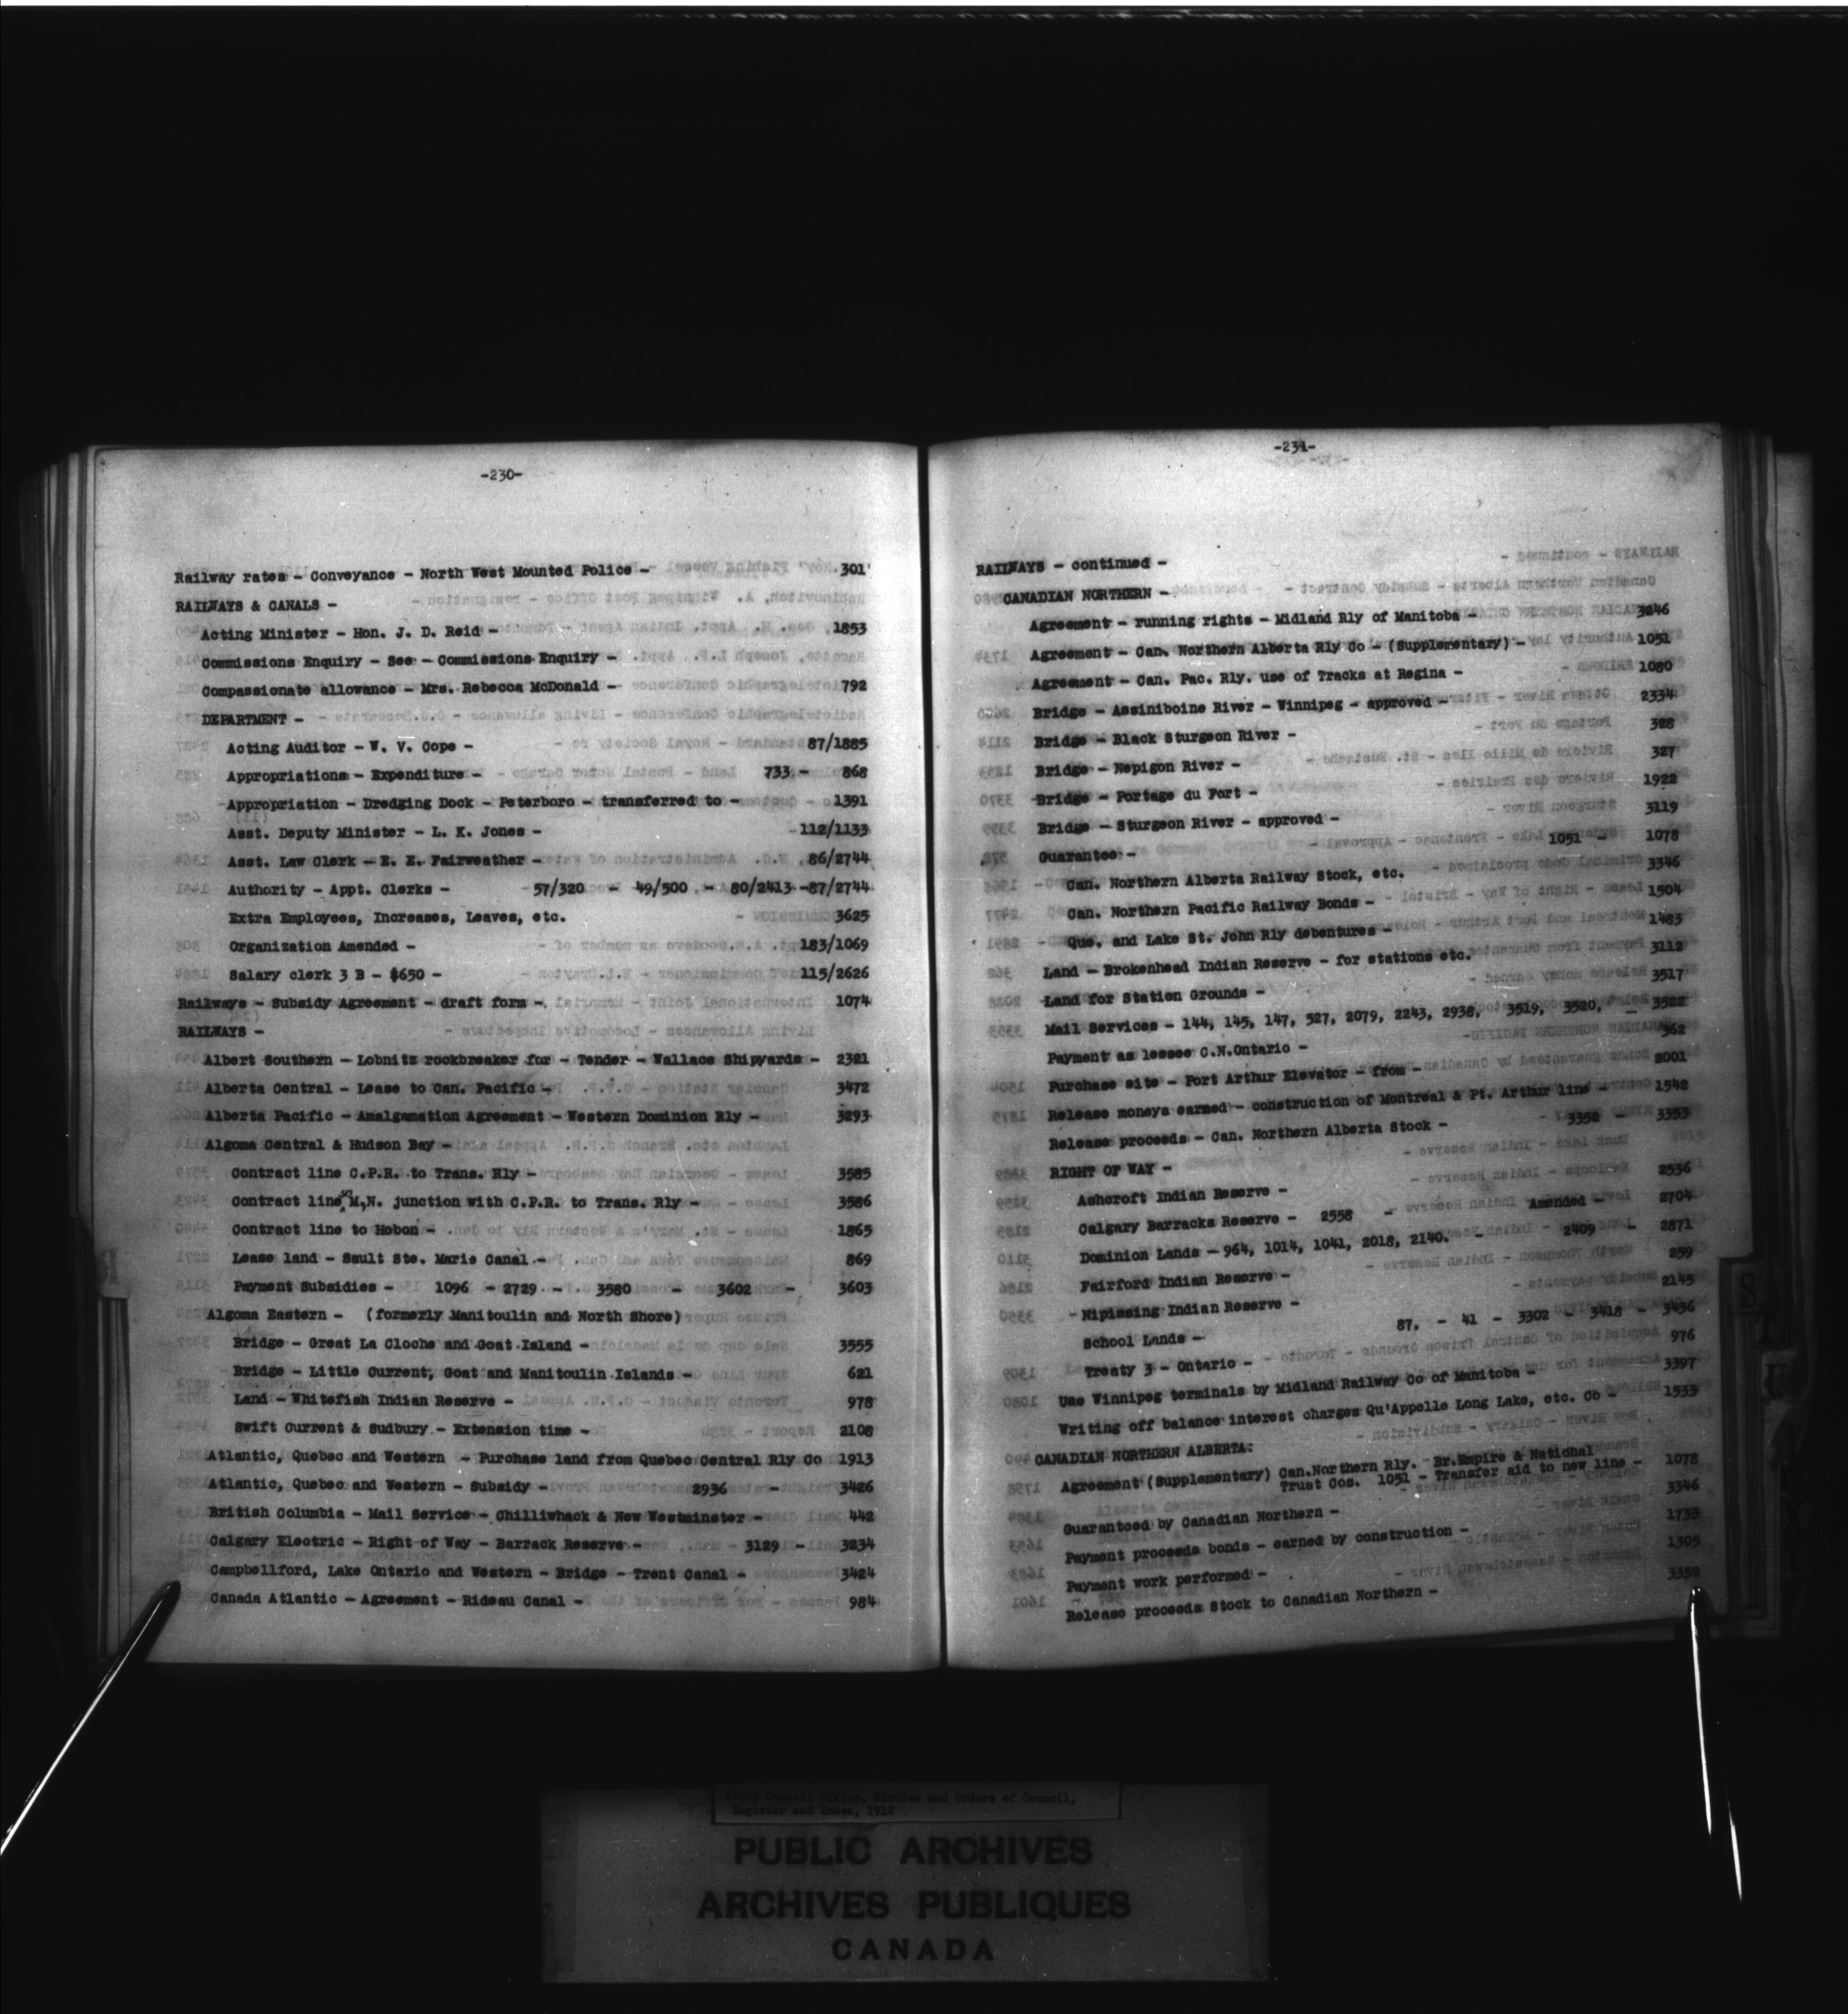 -230-
Railway rates - Conveyance - North West Mounted Police - 301
RAILWAYS & CANALS -
Acting Minister - Hon. J. D. Reid - 1853
Commissions Enquiry - See - Commissions Enquiry -
Compassionate allowance - Mrs. Rebecca McDonald - 792
DEPARTMENT -
Acting Auditor - W. V. Cope - 87/1885
Appropriations - Expenditure - 733 - 868
Appropriation - Dredging Dock - Peterboro - transferred to - 1391
Asst. Deputy Minister - L. K. Jones - 112/1133
Asst. Law Clerk - E. E. Fairweather - 86/2744
Authority - Appt. Clerks - 57/320 - 49/500 - 80/2413 -87/2744
Extra Employees, Increases, Leaves, etc. 3625
Organization Amended - 183/1069
Salary clerk 3 B - $650 - 115/2626
Railways - Subsidy Agreement - draft form - 1074
RAILWAYS -
Albert Southern - Lobnitz rockbreaker for - Tender - Wallace Shipyards - 2321
Alberta Central - Lease to Can. Pacific - 3472
Alberta Pacific - Amalgamation Agreement - Western Dominion Rly - 3293
Algoma Central & Hudson Bay -
Contract line C.P.R. to Trans. Rly - 3585
Contract line M.N. junction with C.P.R. to Trans. Rly - 3586
Contract line to Hobon - 1865
Lease land - Sault Ste. Marie Canal - 869
Payment Subsidies - 1096 - 2729 - 3580 - 3602 - 3603
Algoma Eastern - (formerly Manitoulin and North Shore)
Bridge - Great La Cloche and Goat Island - 3555
Bridge - Little Current, Goat and Manitoulin Islands - 621
Land - Whitefish Indian Reserve - 978
Swift Current & Sudbury - Extension time - 2108
Atlantic, Quebec and Western - Purchase land from Quebec Central Rly Co 1913
Atlantic, Quebec and Western - Subsidy - 2936 - 3426
British Columbia - Mail Service - Chilliwhack & New Westminster - 442
Calgary Electric - Right of Way - Barrack Reserve - 3129 - 3234
Campbellford, Lake Ontario and Western - Bridge - Trent Canal - 3424
Canada Atlantic - Agreement - Rideau Canal - 984
-231-
RAILWAYS - continued -
CANADIAN NORTHERN -
Agreement - running rights - Midland Rly of Manitoba - 3246
Agreement - Can. Northern Alberta Rly Co - (Supplementary) - 1051
Agreement - Can. Pac. Rly. use of Tracks at Regina - 1080
Bridge - Assiniboine River - Winnipeg - approved - 2334
Bridge - Black Sturgeon River - 328
Bridge - Nepigon River - 327
Bridge - Portage du Fort - 1922
Bridge - Sturgeon River - approved - 3119
Guarantee - 1051 - 1078
Can. Northern Alberta Railway Stock, etc. 3346
Can. Northern Pacific Railway Bonds - 1504
Que. and Lake St. John Rly debentures - 1483
Land - Brokenhead Indian Reserve - for stations etc. 3112
Land for Station Grounds - 3517
Mail Services - 144, 145, 147, 527, 2079, 2243, 2938, 3519, 3520, - 3522
Payment as lessee C.N.Ontario - 362
Purchase site - Port Arthur Elevator - from - 2001
Release moneys earned - construction of Montreal & Pt. Arthur line - 1542
Release proceeds - Can. Northern Alberta Stock - 3352 - 3353
RIGHT OF WAY -
Ashcroft Indian Reserve - 2536
Calgary Barracks Reserve - 2558 - Amended - 2704
Dominion Lands - 964, 1014, 1041, 2018, 2140. - 2409 - 2871
Fairford Indian Reserve - 259
Nipissing Indian Reserve - 2145
School Lands - 87, - 41 - 3302 - 3418 - 3436
Treaty 3 - Ontario - 976
Use Winnipeg terminals by Midland Railway Co of Manitoba - 3397
Writing off balance interest charges Qu'Appelle Long Lake, etc. Co - 1533
CANADIAN NORTHERN ALBERTA:
Agreement (Supplementary) Can.Northern Rly. Br.Empire & National
Trust Cos. 1051 - Transfer aid to new line - 1078
Guaranteed by Canadian Northern - 3346
Payment proceeds bonds - earned by construction - 1733
Payment work performed - 1305
Release proceeds Stock to Canadian Northern - 3352
Privy Council Office, Minutes and Orders of Council,
Register and Index, 1912
PUBLIC ARCHIVES
ARCHIVES PUBLIQUES
CANADA